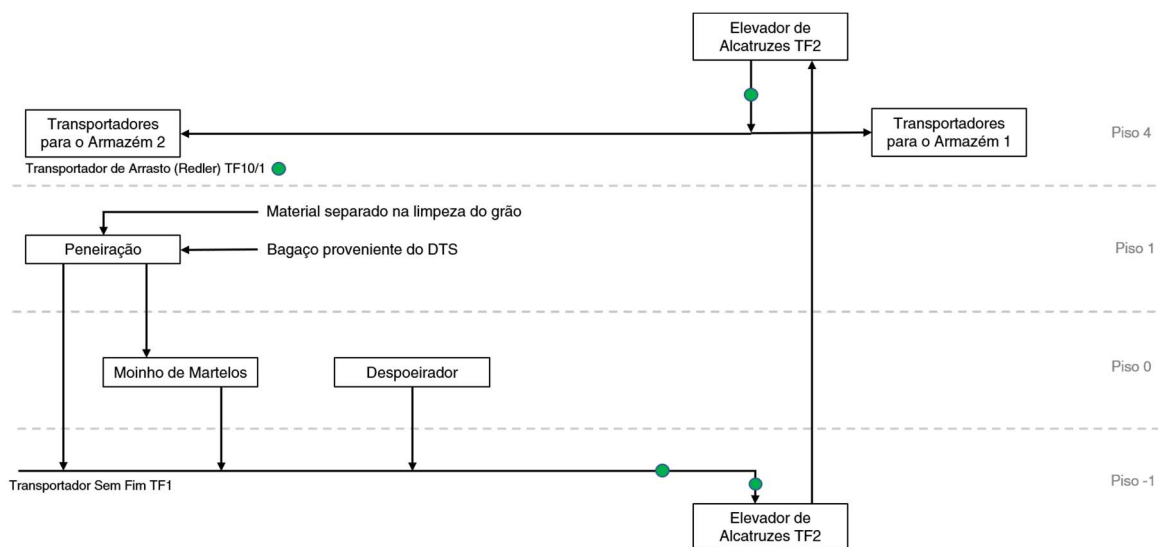 Elevador de
Alcatruzes TF2
Transportadores
para o Armazém 2
Transportadores
para o Armazém 1
Piso 4
Transportador de Arrasto (Redler) TF10/1
Material separado na limpeza do grão
Peneiração
Bagaço proveniente do DTS
Piso 1
Moinho de Martelos
Despoeirador
Piso 0
Transportador Sem Fim TF1
Piso -1
Elevador de
Alcatruzes TF2